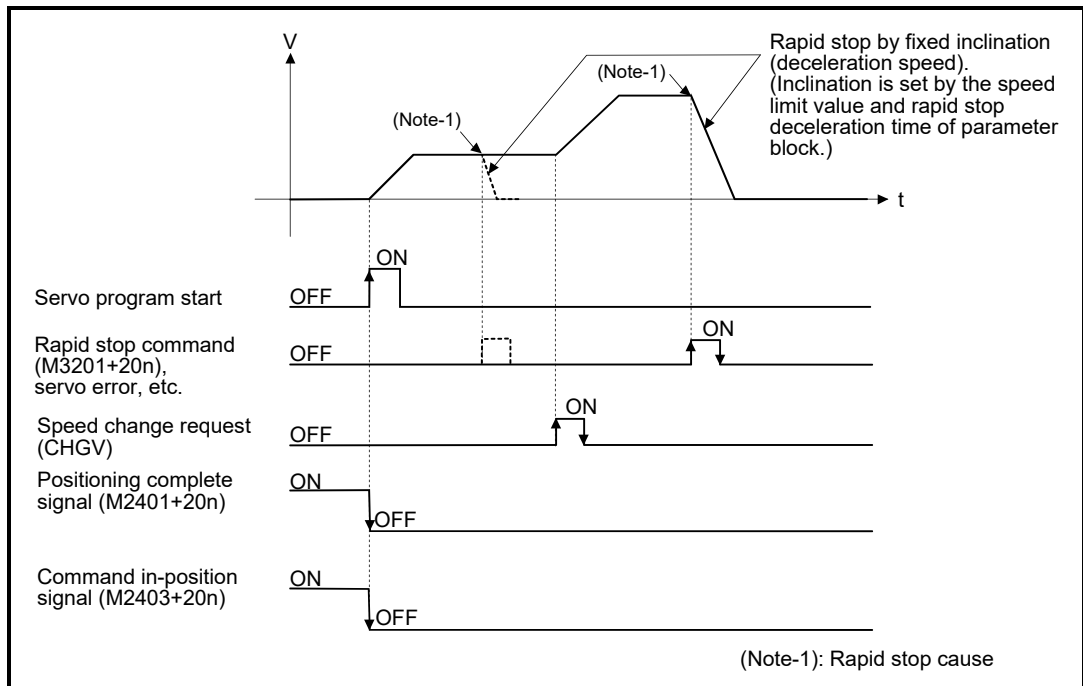 V
Rapid stop by fixed inclination
(deceleration speed).
(Inclination is set by the speed
limit value and rapid stop
deceleration time of parameter
block.)
(Note-1)
(Note-1)
t
ON
Servo program start
OFF
Rapid stop command
(M3201+20n),
servo error, etc.
OFF
ON
Speed change request
(CHGV)
OFF
ON
Positioning complete
signal (M2401+20n)
ON
OFF
Command in-position
signal (M2403+20n)
ON
OFF
(Note-1): Rapid stop cause